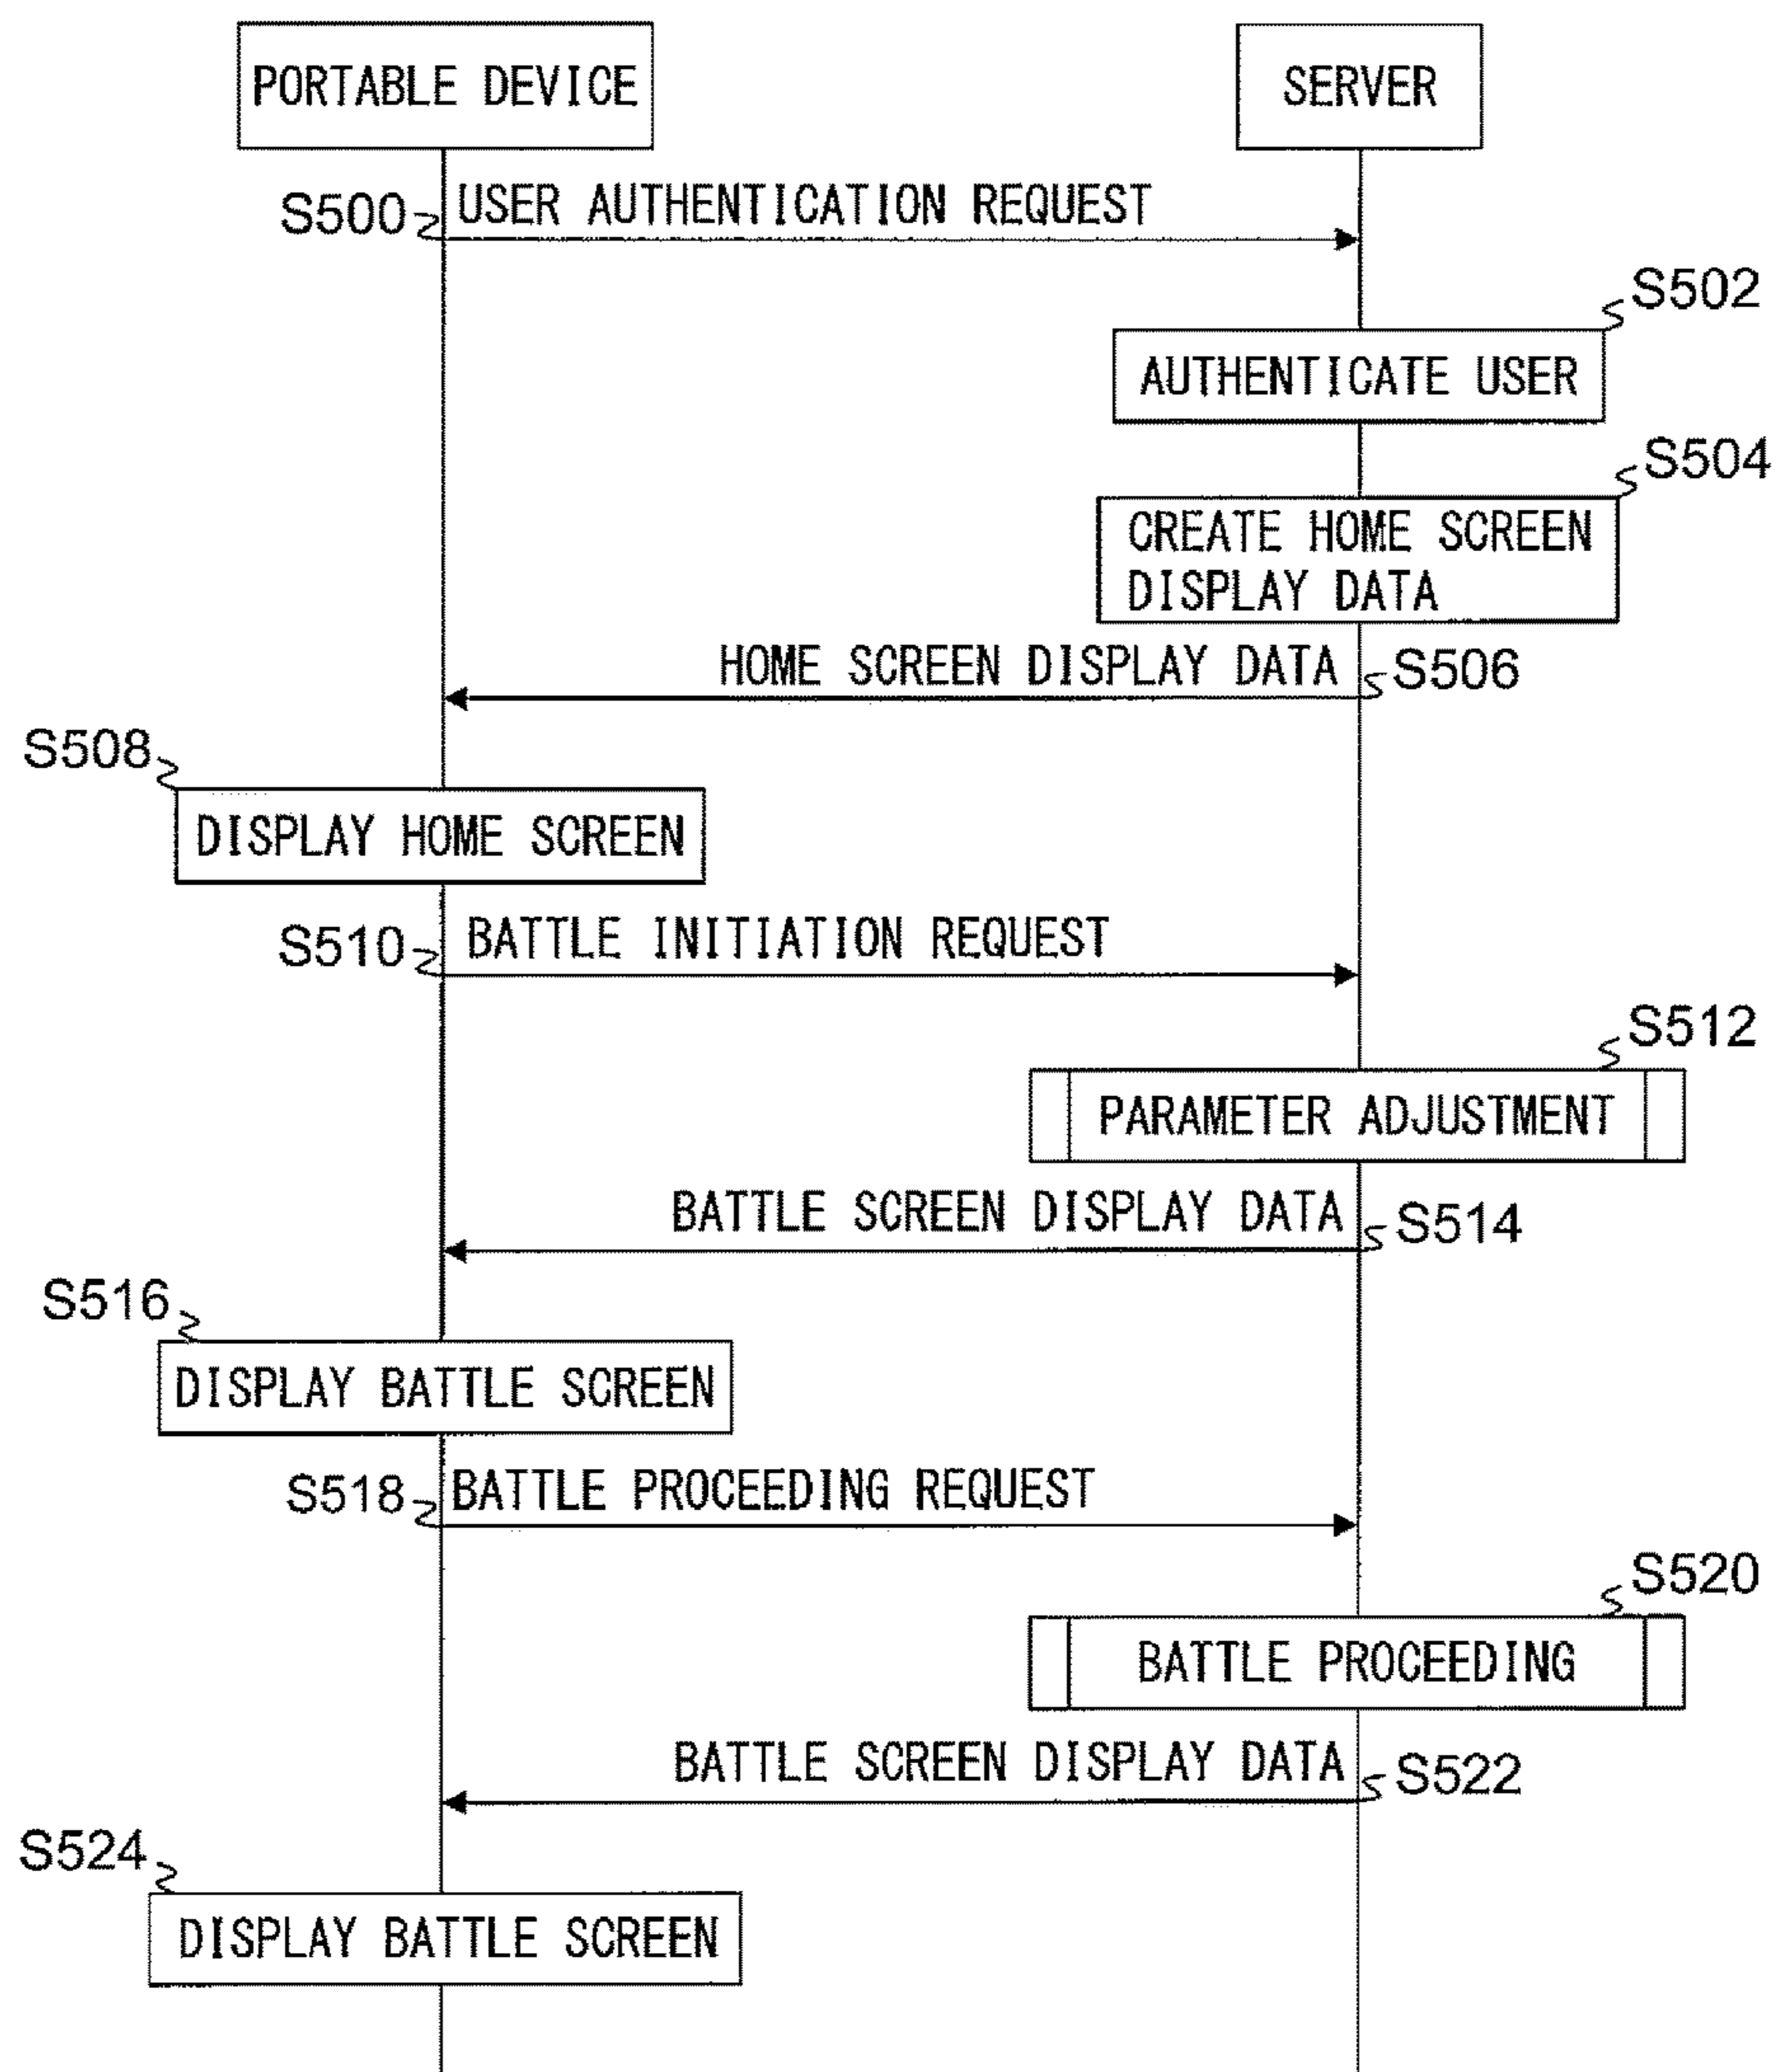 PORTABLE DEVICE
SERVER
S500
USER AUTHENTICATION REQUEST
S502
AUTHENTICATE USER
S504
CREATE HOME SCREEN
DISPLAY DATA
HOME SCREEN DISPLAY DATA
S506
S508
DISPLAY HOME SCREEN
S510
BATTLE INITIATION REQUEST
S512
PARAMETER ADJUSTMENT
BATTLE SCREEN DISPLAY DATA
S514
S516
DISPLAY BATTLE SCREEN
S518
BATTLE PROCEEDING REQUEST
S520
BATTLE PROCEEDING
BATTLE SCREEN DISPLAY DATA
S522
S524
DISPLAY BATTLE SCREEN